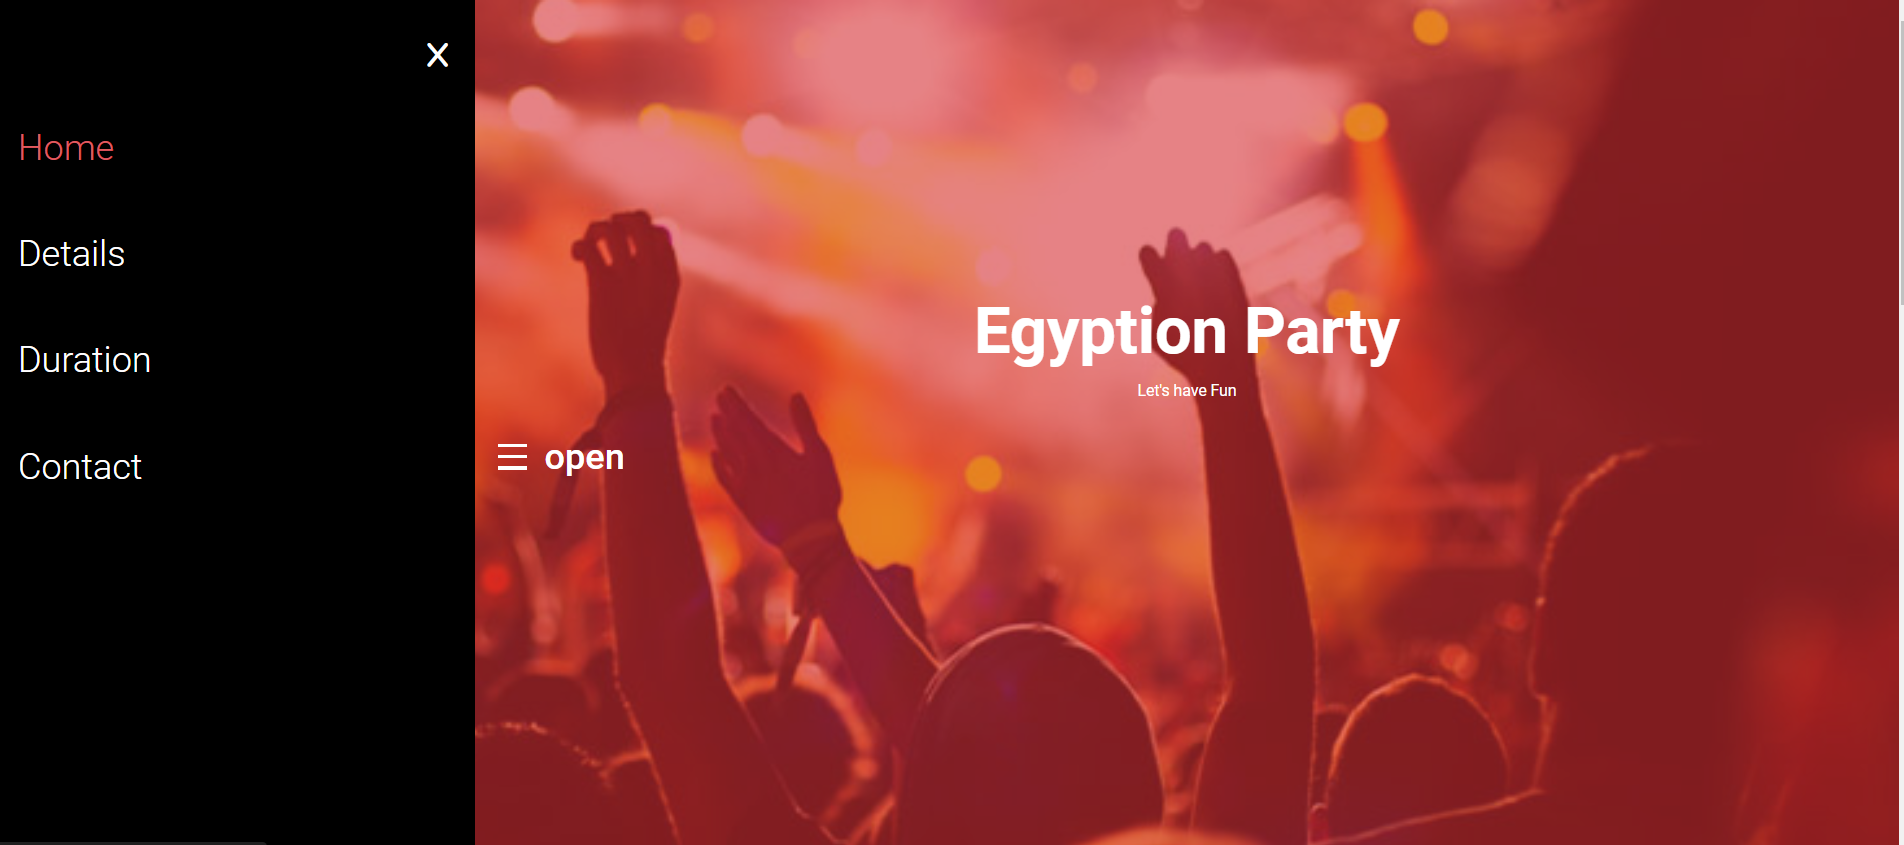 X
Home
Details
Duration
Contact
Egyption Party
Let's have Fun
open